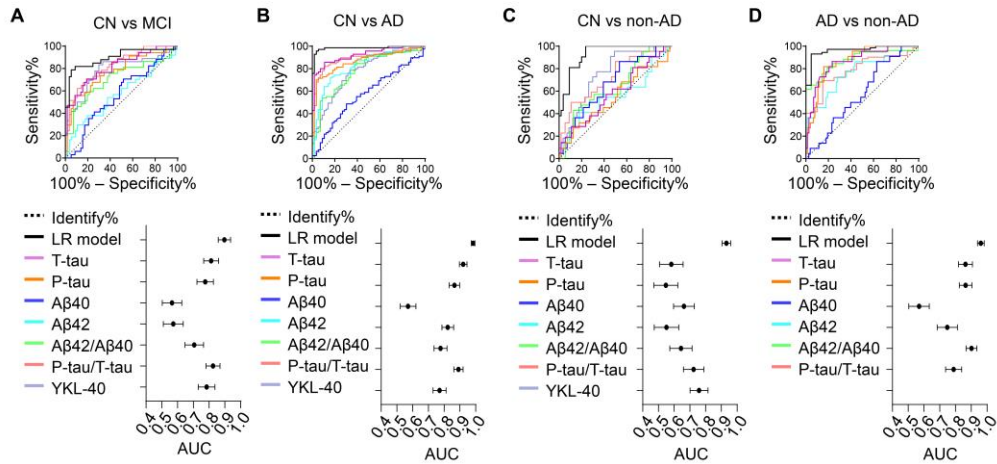 A
CN vs MCI
Sensitivity%
100
80
60
40
20
0
0 20 40 60 80 100
100% – Specificity%
Identify%
LR model
T-tau
P-tau
Aβ40
Aβ42
Aβ42/Aβ40
P-tau/T-tau
YKL-40
0.4 0.5 0.6 0.7 0.8 0.9 1.0
AUC
B
CN vs AD
Sensitivity%
100
80
60
40
20
0
0 20 40 60 80 100
100% – Specificity%
Identify%
LR model
T-tau
P-tau
Aβ40
Aβ42
Aβ42/Aβ40
P-tau/T-tau
YKL-40
0.4 0.5 0.6 0.7 0.8 0.9 1.0
AUC
C
CN vs non-AD
Sensitivity%
100
80
60
40
20
0
0 20 40 60 80 100
100% – Specificity%
Identify%
LR model
T-tau
P-tau
Aβ40
Aβ42
Aβ42/Aβ40
P-tau/T-tau
YKL-40
0.4 0.5 0.6 0.7 0.8 0.9 1.0
AUC
D
AD vs non-AD
Sensitivity%
100
80
60
40
20
0
0 20 40 60 80 100
100% – Specificity%
Identify%
LR model
T-tau
P-tau
Aβ40
Aβ42
Aβ42/Aβ40
P-tau/T-tau
0.4 0.5 0.6 0.7 0.8 0.9 1.0
AUC